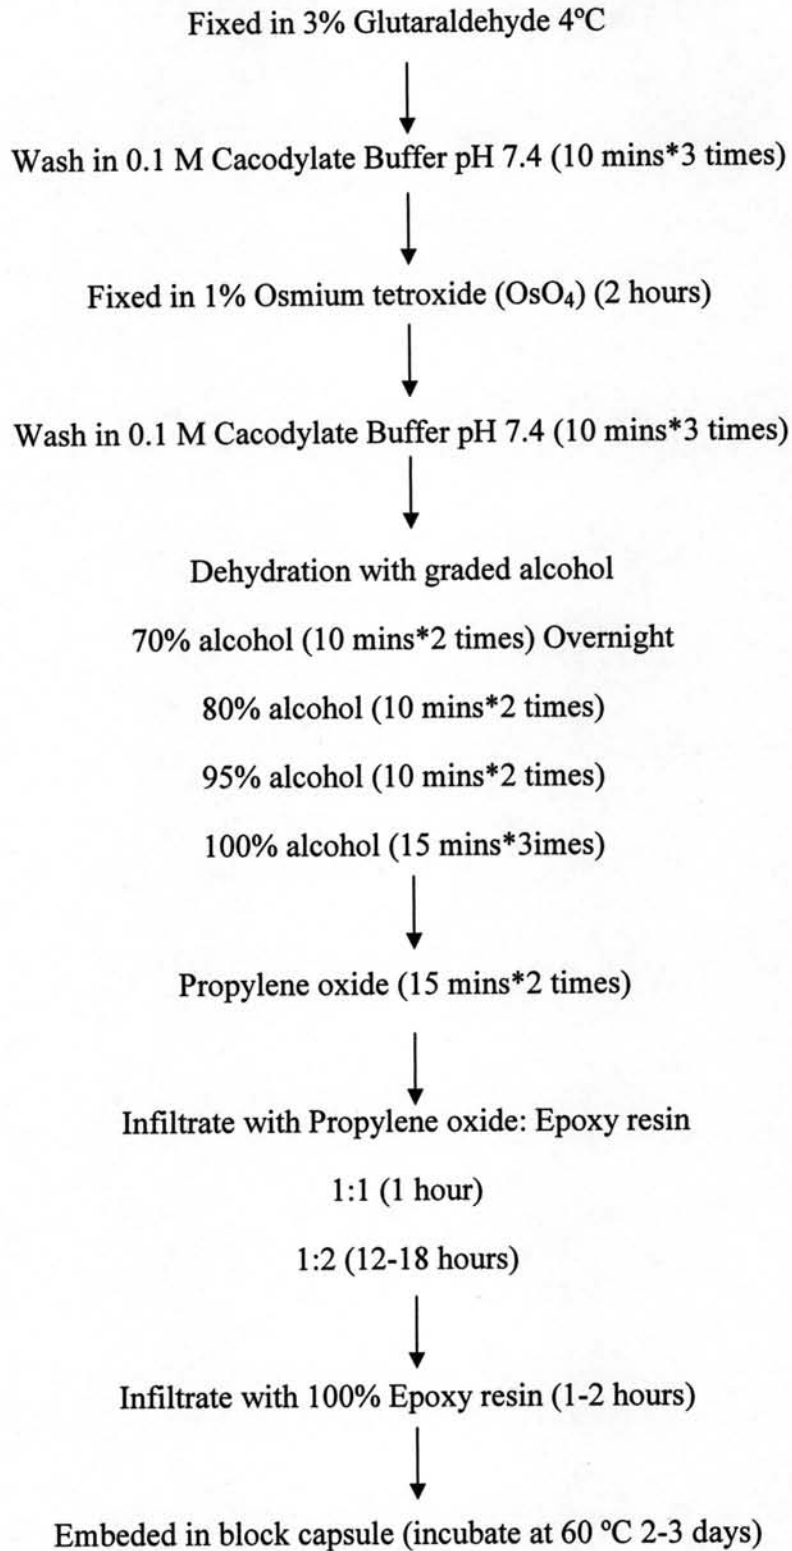 Fixed in 3% Glutaraldehyde 4ºC
Wash in 0.1 M Cacodylate Buffer pH 7.4 (10 mins*3 times)
Fixed in 1% Osmium tetroxide (OsO₄) (2 hours)
Wash in 0.1 M Cacodylate Buffer pH 7.4 (10 mins*3 times)
Dehydration with graded alcohol
70% alcohol (10 mins*2 times) Overnight
80% alcohol (10 mins*2 times)
95% alcohol (10 mins*2 times)
100% alcohol (15 mins*3imes)
Propylene oxide (15 mins*2 times)
Infiltrate with Propylene oxide: Epoxy resin
1:1 (1 hour)
1:2 (12-18 hours)
Infiltrate with 100% Epoxy resin (1-2 hours)
Embeded in block capsule (incubate at 60 ºC 2-3 days)